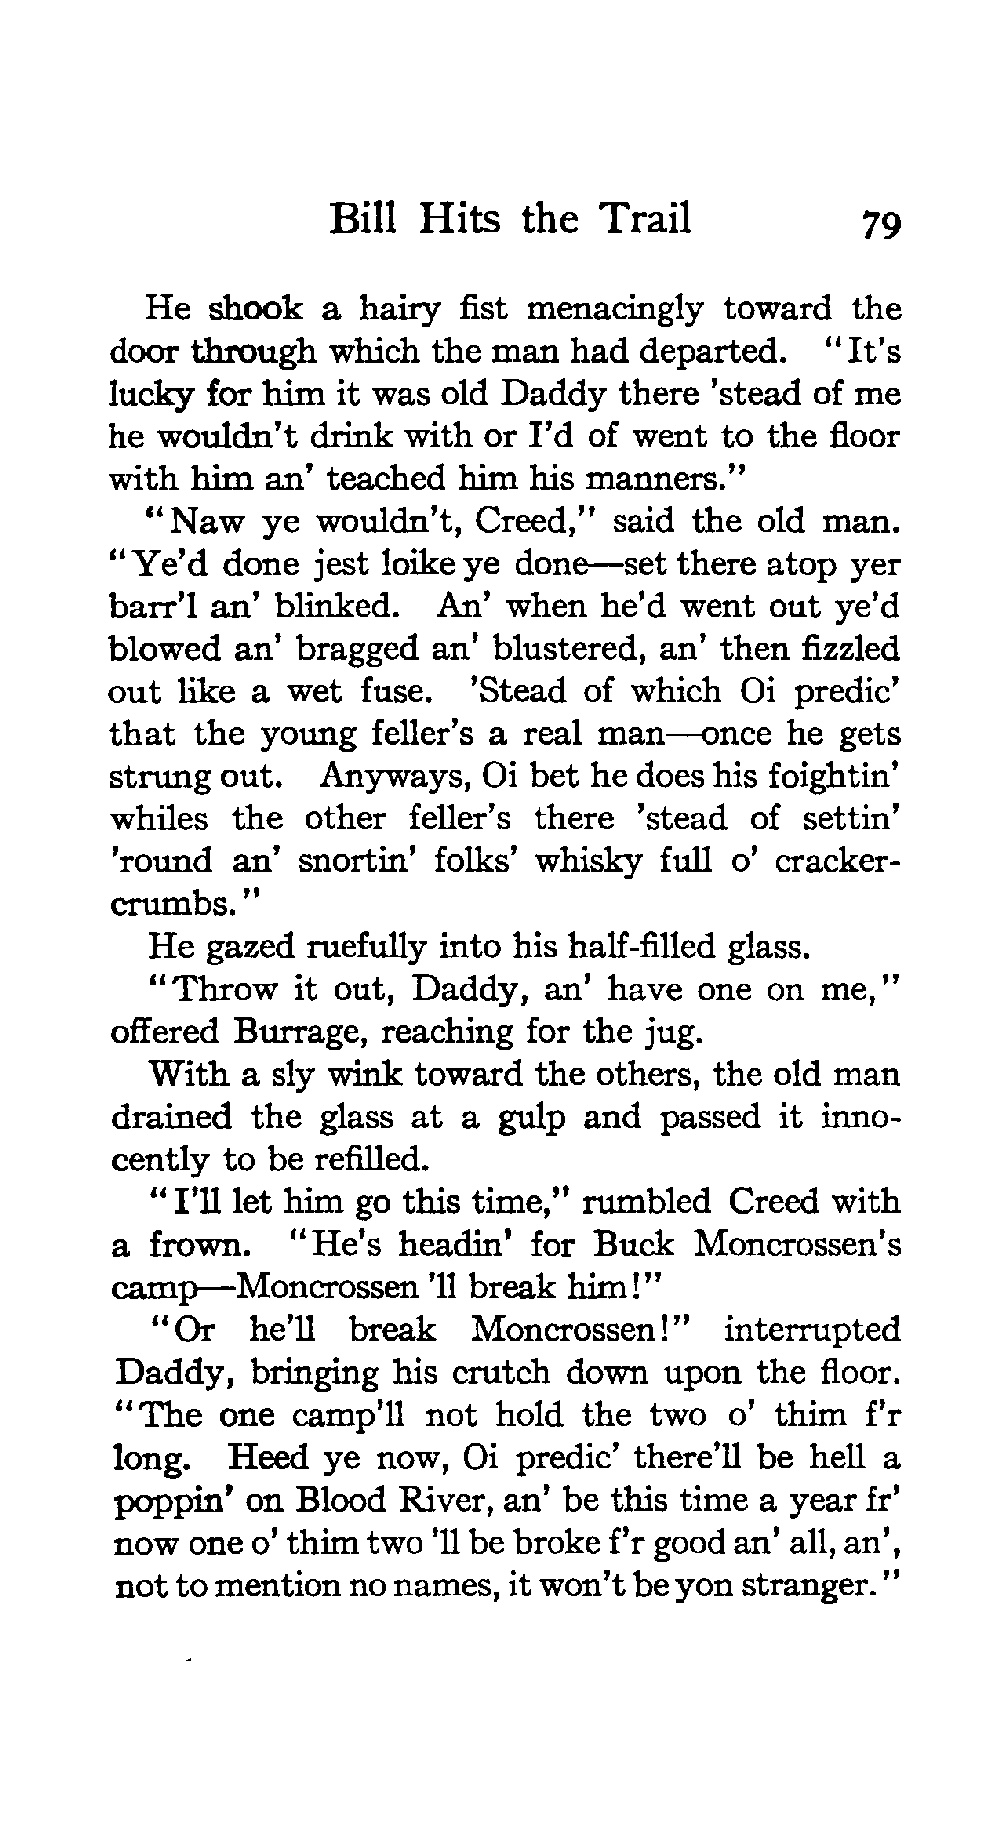 Bill Hits the Trail 79
He shook a hairy fist menacingly toward the
door through which the man had departed. "It's
lucky for him it was old Daddy there 'stead of me
he wouldn't drink with or I'd of went to the floor
with him an' teached him his manners."
"Naw ye wouldn't, Creed," said the old man.
"Ye'd done jest loike ye done—set there atop yer
barr'l an' blinked. An' when he'd went out ye'd
blowed an' bragged an' blustered, an' then fizzled
out like a wet fuse. 'Stead of which Oi predic'
that the young feller's a real man—once he gets
strung out. Anyways, Oi bet he does his foightin'
whiles the other feller's there 'stead of settin'
'round an' snortin' folks' whisky full o' cracker-
crumbs."
He gazed ruefully into his half-filled glass.
"Throw it out, Daddy, an' have one on me,"
offered Burrage, reaching for the jug.
With a sly wink toward the others, the old man
drained the glass at a gulp and passed it inno-
cently to be refilled.
"I'll let him go this time," rumbled Creed with
a frown. "He's headin' for Buck Moncrossen's
camp—Moncrossen 'll break him!"
"Or he'll break Moncrossen!" interrupted
Daddy, bringing his crutch down upon the floor.
"The one camp'll not hold the two o' thim f'r
long. Heed ye now, Oi predic' there'll be hell a
poppin' on Blood River, an' be this time a year fr'
now one o' thim two 'll be broke f'r good an' all, an',
not to mention no names, it won't be yon stranger."